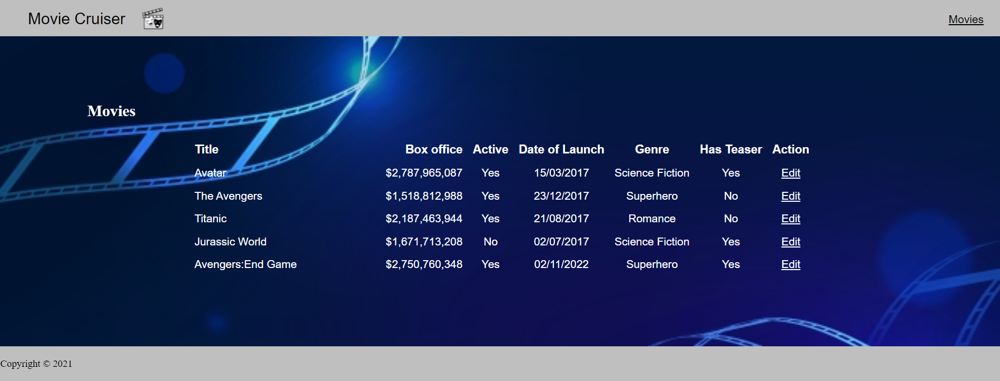 Movie Cruiser Movies
Movies
Title Box office Active Date of Launch Genre Has Teaser Action
Avatar $2,787,965,087 Yes 15/03/2017 Science Fiction Yes Edit
The Avengers $1,518,812,988 Yes 23/12/2017 Superhero No Edit
Titanic $2,187,463,944 Yes 21/08/2017 Romance No Edit
Jurassic World $1,671,713,208 No 02/07/2017 Science Fiction Yes Edit
Avengers:End Game $2,750,760,348 Yes 02/11/2022 Superhero Yes Edit
Copyright © 2021